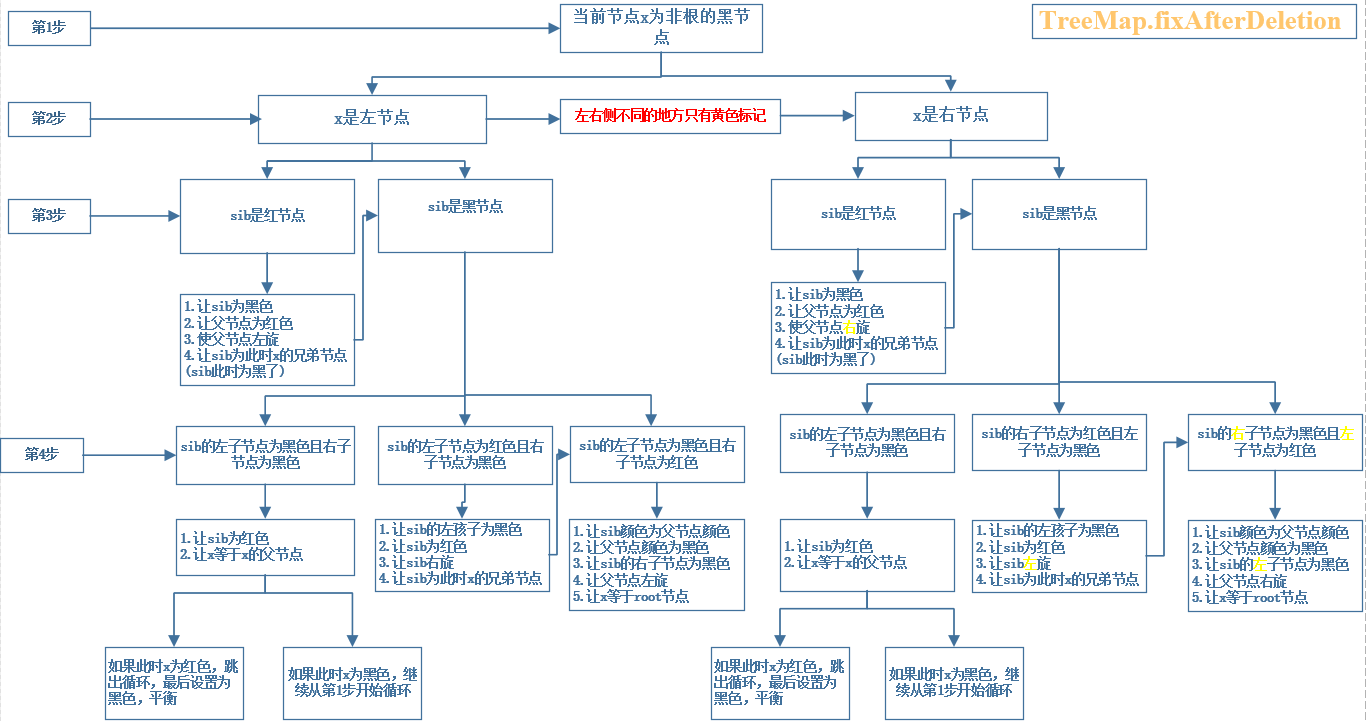 TreeMap.fixAfterDeletion
第1步
当前节点x为非根的黑节
点
第2步
x是左节点
左右侧不同的地方只有黄色标记
x是右节点
第3步
sib是红节点
sib是黑节点
sib是红节点
sib是黑节点
1.让sib为黑色
2.让父节点为红色
3.使父节点左旋
4.让sib为此时x的兄弟节点
(sib此时为黑了)
1.让sib为黑色
2.让父节点为红色
3.使父节点右旋
4.让sib为此时x的兄弟节点
(sib此时为黑了)
第4步
sib的左子节点为黑色且右子
节点为黑色
sib的左子节点为红色且右
子节点为黑色
sib的左子节点为黑色且右
子节点为红色
sib的左子节点为黑色且右
子节点为黑色
sib的右子节点为红色且左
子节点为黑色
sib的右子节点为黑色且左
子节点为红色
1.让sib为红色
2.让x等于x的父节点
1.让sib的左孩子为黑色
2.让sib为红色
3.让sib右旋
4.让sib为此时x的兄弟节点
1.让sib颜色为父节点颜色
2.让父节点颜色为黑色
3.让sib的右子节点为黑色
4.让父节点左旋
5.让x等于root节点
1.让sib为红色
2.让x等于x的父节点
1.让sib的左孩子为黑色
2.让sib为红色
3.让sib左旋
4.让sib为此时x的兄弟节点
1.让sib颜色为父节点颜色
2.让父节点颜色为黑色
3.让sib的左子节点为黑色
4.让父节点右旋
5.让x等于root节点
如果此时x为红色，跳
出循环，最后设置为
黑色，平衡
如果此时x为黑色，继
续从第1步开始循环
如果此时x为红色，跳
出循环，最后设置为
黑色，平衡
如果此时x为黑色，继
续从第1步开始循环